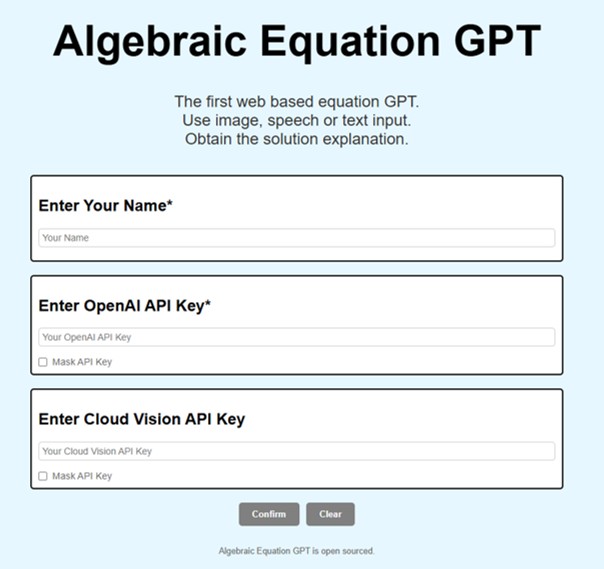 Algebraic Equation GPT
The first web based equation GPT.
Use image, speech or text input.
Obtain the solution explanation.
Enter Your Name*
Your Name
Enter OpenAI API Key*
Your OpenAI API Key
Mask API Key
Enter Cloud Vision API Key
Your Cloud Vision API Key
Mask API Key
Confirm Clear
Algebraic Equation GPT is open sourced.